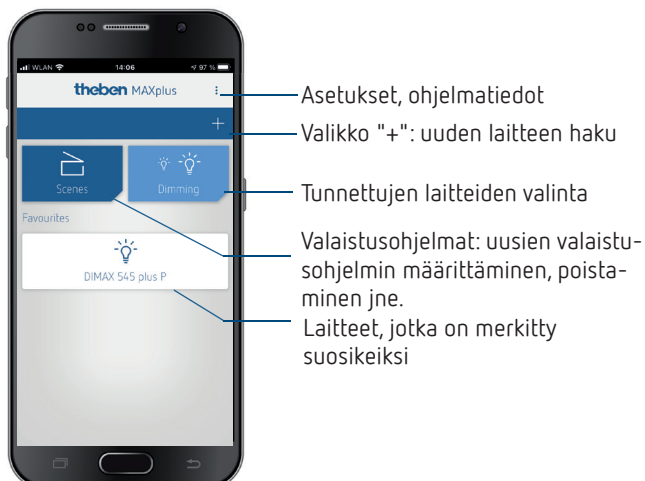 WLAN 14:06 97 %
theben MAXplus
+
Scenes Dimming
Favourites
DIMAX 545 plus P
Asetukset, ohjelmatiedot
Valikko "+": uuden laitteen haku
Tunnettujen laitteiden valinta
Valaistusohjelmat: uusien valaistu-
sohjelmin määrittäminen, poista-
minen jne.
Laitteet, jotka on merkitty
suosikeiksi